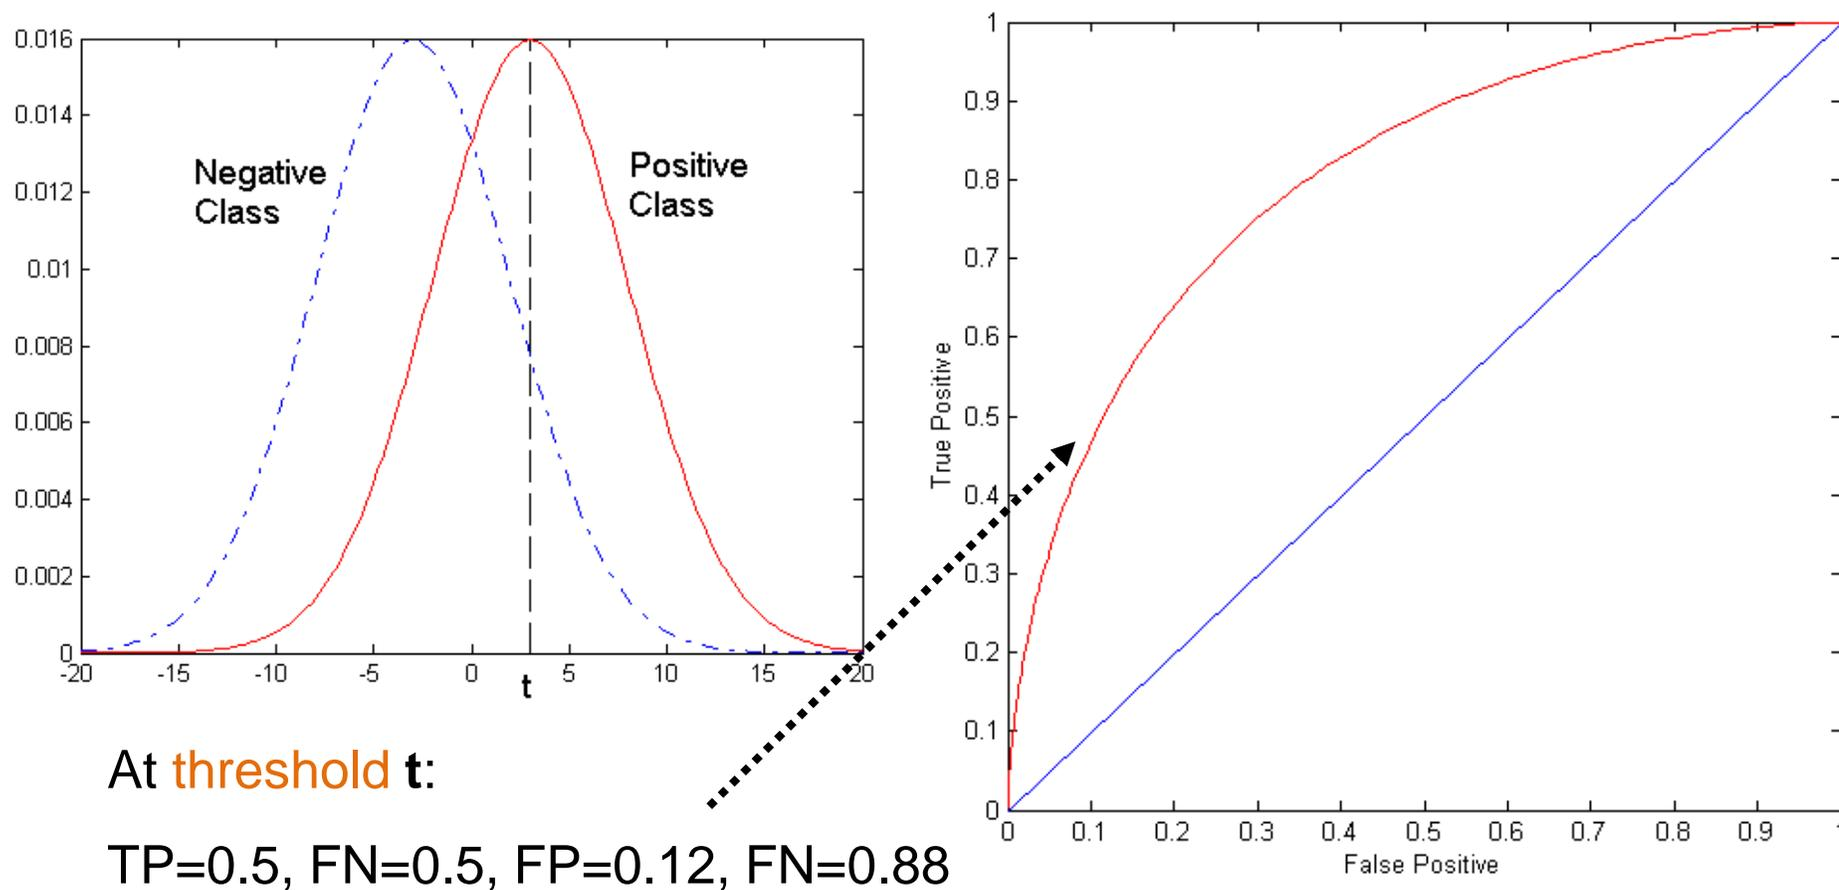 0.016
0.014
0.012
0.01
0.008
0.006
0.004
0.002
0
-20 -15 -10 -5 0 5 10 15 20
t
Negative
Class
Positive
Class
At threshold t:
TP=0.5, FN=0.5, FP=0.12, FN=0.88
1
0.9
0.8
0.7
0.6
0.5
0.4
0.3
0.2
0.1
0
True Positive
0 0.1 0.2 0.3 0.4 0.5 0.6 0.7 0.8 0.9 1
False Positive